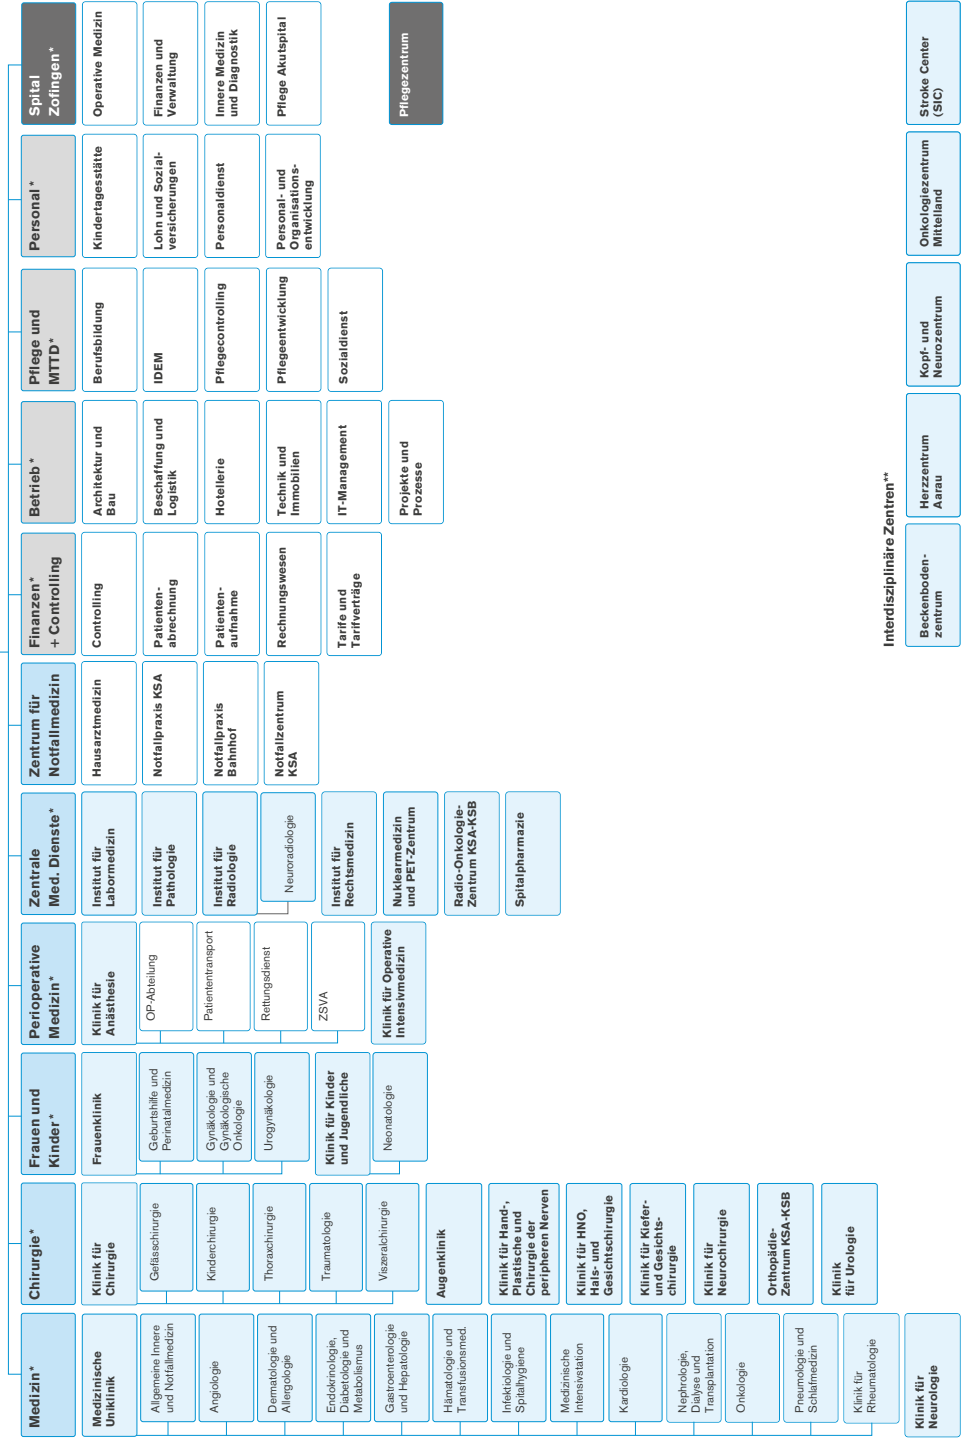 Medizin*
Medizinische
Uniklinik
Allgemeine Innere
und Notfallmedizin
Angiologie
Dermatologie und
Allergologie
Endokrinologie,
Diabetologie und
Metabolismus
Gastroenterologie
und Hepatologie
Hämatologie und
Transfusionsmed.
Infektiologie und
Spitalhygiene
Medizinische
Intensivstation
Kardiologie
Nephrologie,
Dialyse und
Transplantation
Onkologie
Pneumologie und
Schlafmedizin
Klinik für
Rheumatologie
Klinik für
Neurologie
Chirurgie*
Klinik für
Chirurgie
Gefässchirurgie
Kinderchirurgie
Thoraxchirurgie
Traumatologie
Viszeralchirurgie
Augenklinik
Klinik für Hand-,
Plastische und
Chirurgie der
peripheren Nerven
Klinik für HNO,
Hals- und
Gesichtschirurgie
Klinik für Kiefer-
und Gesichts-
chirurgie
Klinik für
Neurochirurgie
Orthopädie-
Zentrum KSA-KSB
Klinik
für Urologie
Frauen und
Kinder*
Frauenklinik
Geburtshilfe und
Perinatalmedizin
Gynäkologie und
Gynäkologische
Onkologie
Urogynäkologie
Klinik für Kinder
und Jugendliche
Neonatologie
Perioperative
Medizin*
Klinik für
Anästhesie
OP-Abteilung
Patiententransport
Rettungsdienst
ZSVA
Klinik für Operative
Intensivmedizin
Zentrale
Med. Dienste*
Institut für
Labormedizin
Institut für
Pathologie
Institut für
Radiologie
Neuroradiologie
Institut für
Rechtsmedizin
Nuklearmedizin
und PET-Zentrum
Radio-Onkologie-
Zentrum KSA-KSB
Spitalpharmazie
Zentrum für
Notfallmedizin
Hausarztmedizin
Notfallpraxis KSA
Notfallpraxis
Bahnhof
Notfallzentrum
KSA
Finanzen*
+ Controlling
Controlling
Patienten-
abrechnung
Patienten-
aufnahme
Rechnungswesen
Tarife und
Tarifverträge
Betrieb*
Architektur und
Bau
Beschaffung und
Logistik
Hotellerie
Technik und
Immobilien
IT-Management
Projekte und
Prozesse
Pflege und
MTTD*
Berufsbildung
IDEM
Pflegecontrolling
Pflegeentwicklung
Sozialdienst
Personal*
Kindertagesstätte
Lohn und Sozial-
versicherungen
Personaldienst
Personal- und
Organisations-
entwicklung
Spital
Zofingen*
Operative Medizin
Finanzen und
Verwaltung
Innere Medizin
und Diagnostik
Pflege Akutspital
Pflegezentrum
Interdisziplinäre Zentren**
Beckenboden-
zentrum
Herzzentrum
Aarau
Kopf- und
Neurozentrum
Onkologiezentrum
Mittelland
Stroke Center
(SIC)